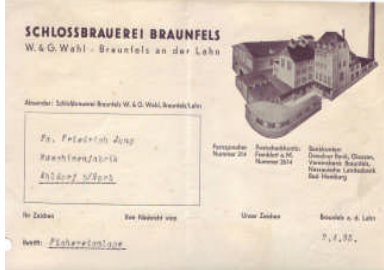 SCHLOSSBRAUEREI BRAUNFELS
W. & G. Wahl - Braunfels an der Lahn
Absender: Schloßbrauerei Braunfels W. & G. Wahl, Braunfels/Lahn
Fa. Friedrich Jung
Maschinenfabrik
Fernsprecher
Nummer 214
Postscheckkonto:
Frankfurt a. M.
Nummer
Bankkonten:
Dresdner Bank, Giessen,
Vereinsbank Braunfels,
Nassauische Landesbank
Bad Homburg
Ihr Zeichen
Ihre Nachricht vom
Unser Zeichen
Braunfels a. d. Lahn
Betrifft: